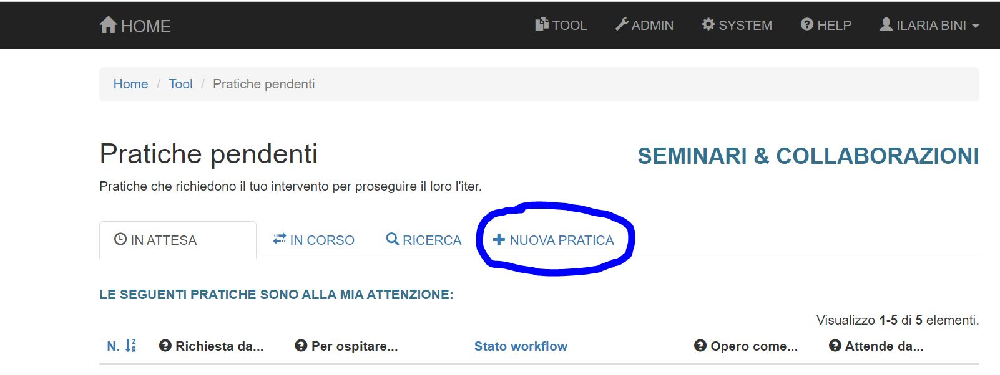 HOME TOOL ADMIN SYSTEM HELP ILARIA BINI
Home / Tool / Pratiche pendenti
Pratiche pendenti SEMINARI & COLLABORAZIONI
Pratiche che richiedono il tuo intervento per proseguire il loro l'iter.
IN ATTESA IN CORSO RICERCA NUOVA PRATICA
LE SEGUENTI PRATICHE SONO ALLA MIA ATTENZIONE:
Visualizzo 1-5 di 5 elementi.
N. Richiesta da... Per ospitare... Stato workflow Opero come... Attende da...